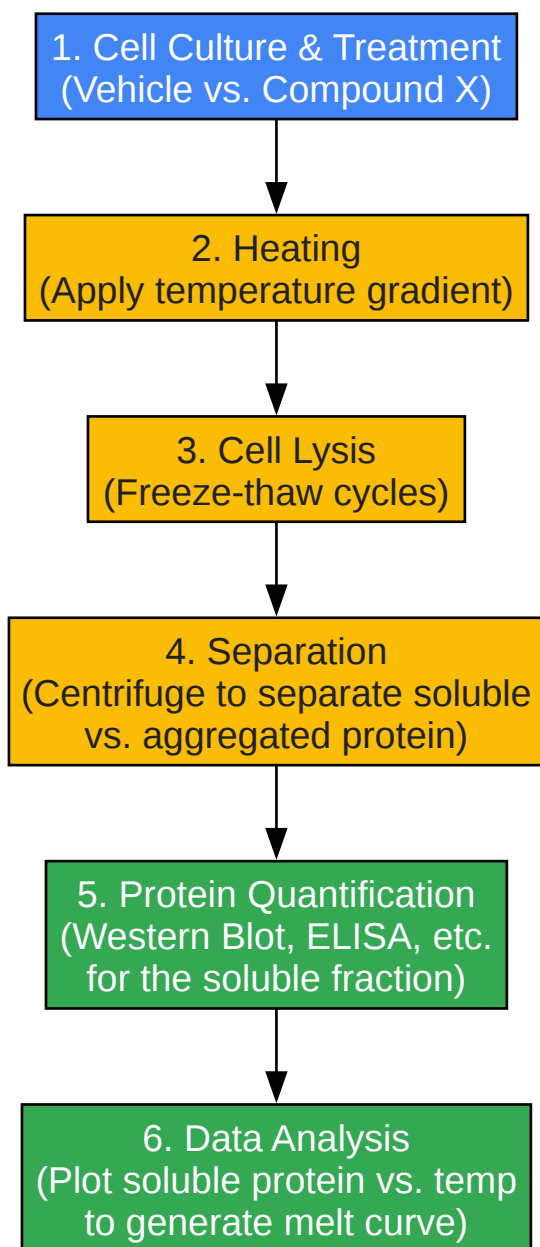 1. Cell Culture & Treatment
(Vehicle vs. Compound X)
2. Heating
(Apply temperature gradient)
3. Cell Lysis
(Freeze-thaw cycles)
4. Separation
(Centrifuge to separate soluble
vs. aggregated protein)
5. Protein Quantification
(Western Blot, ELISA, etc.
for the soluble fraction)
6. Data Analysis
(Plot soluble protein vs. temp
to generate melt curve)